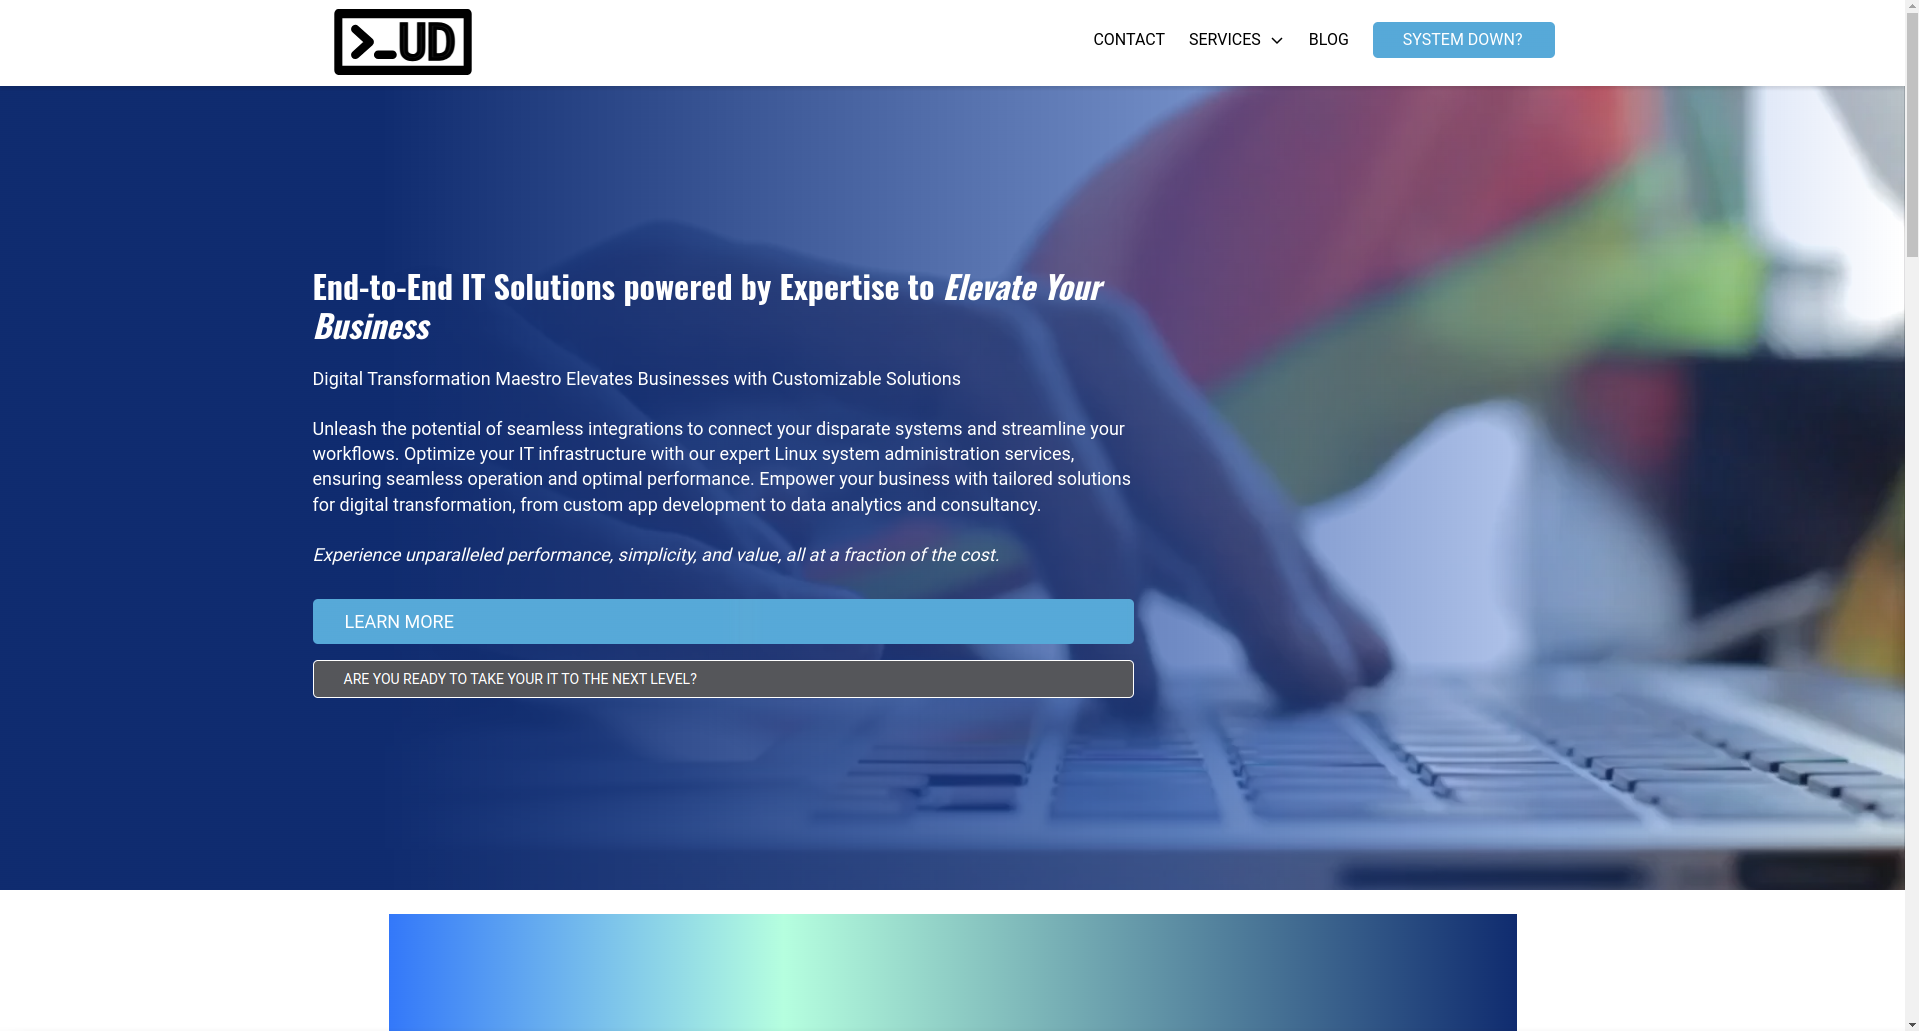 >_UD
CONTACT
SERVICES
BLOG
SYSTEM DOWN?
End-to-End IT Solutions powered by Expertise to Elevate Your
Business
Digital Transformation Maestro Elevates Businesses with Customizable Solutions
Unleash the potential of seamless integrations to connect your disparate systems and streamline your
workflows. Optimize your IT infrastructure with our expert Linux system administration services,
ensuring seamless operation and optimal performance. Empower your business with tailored solutions
for digital transformation, from custom app development to data analytics and consultancy.
Experience unparalleled performance, simplicity, and value, all at a fraction of the cost.
LEARN MORE
ARE YOU READY TO TAKE YOUR IT TO THE NEXT LEVEL?